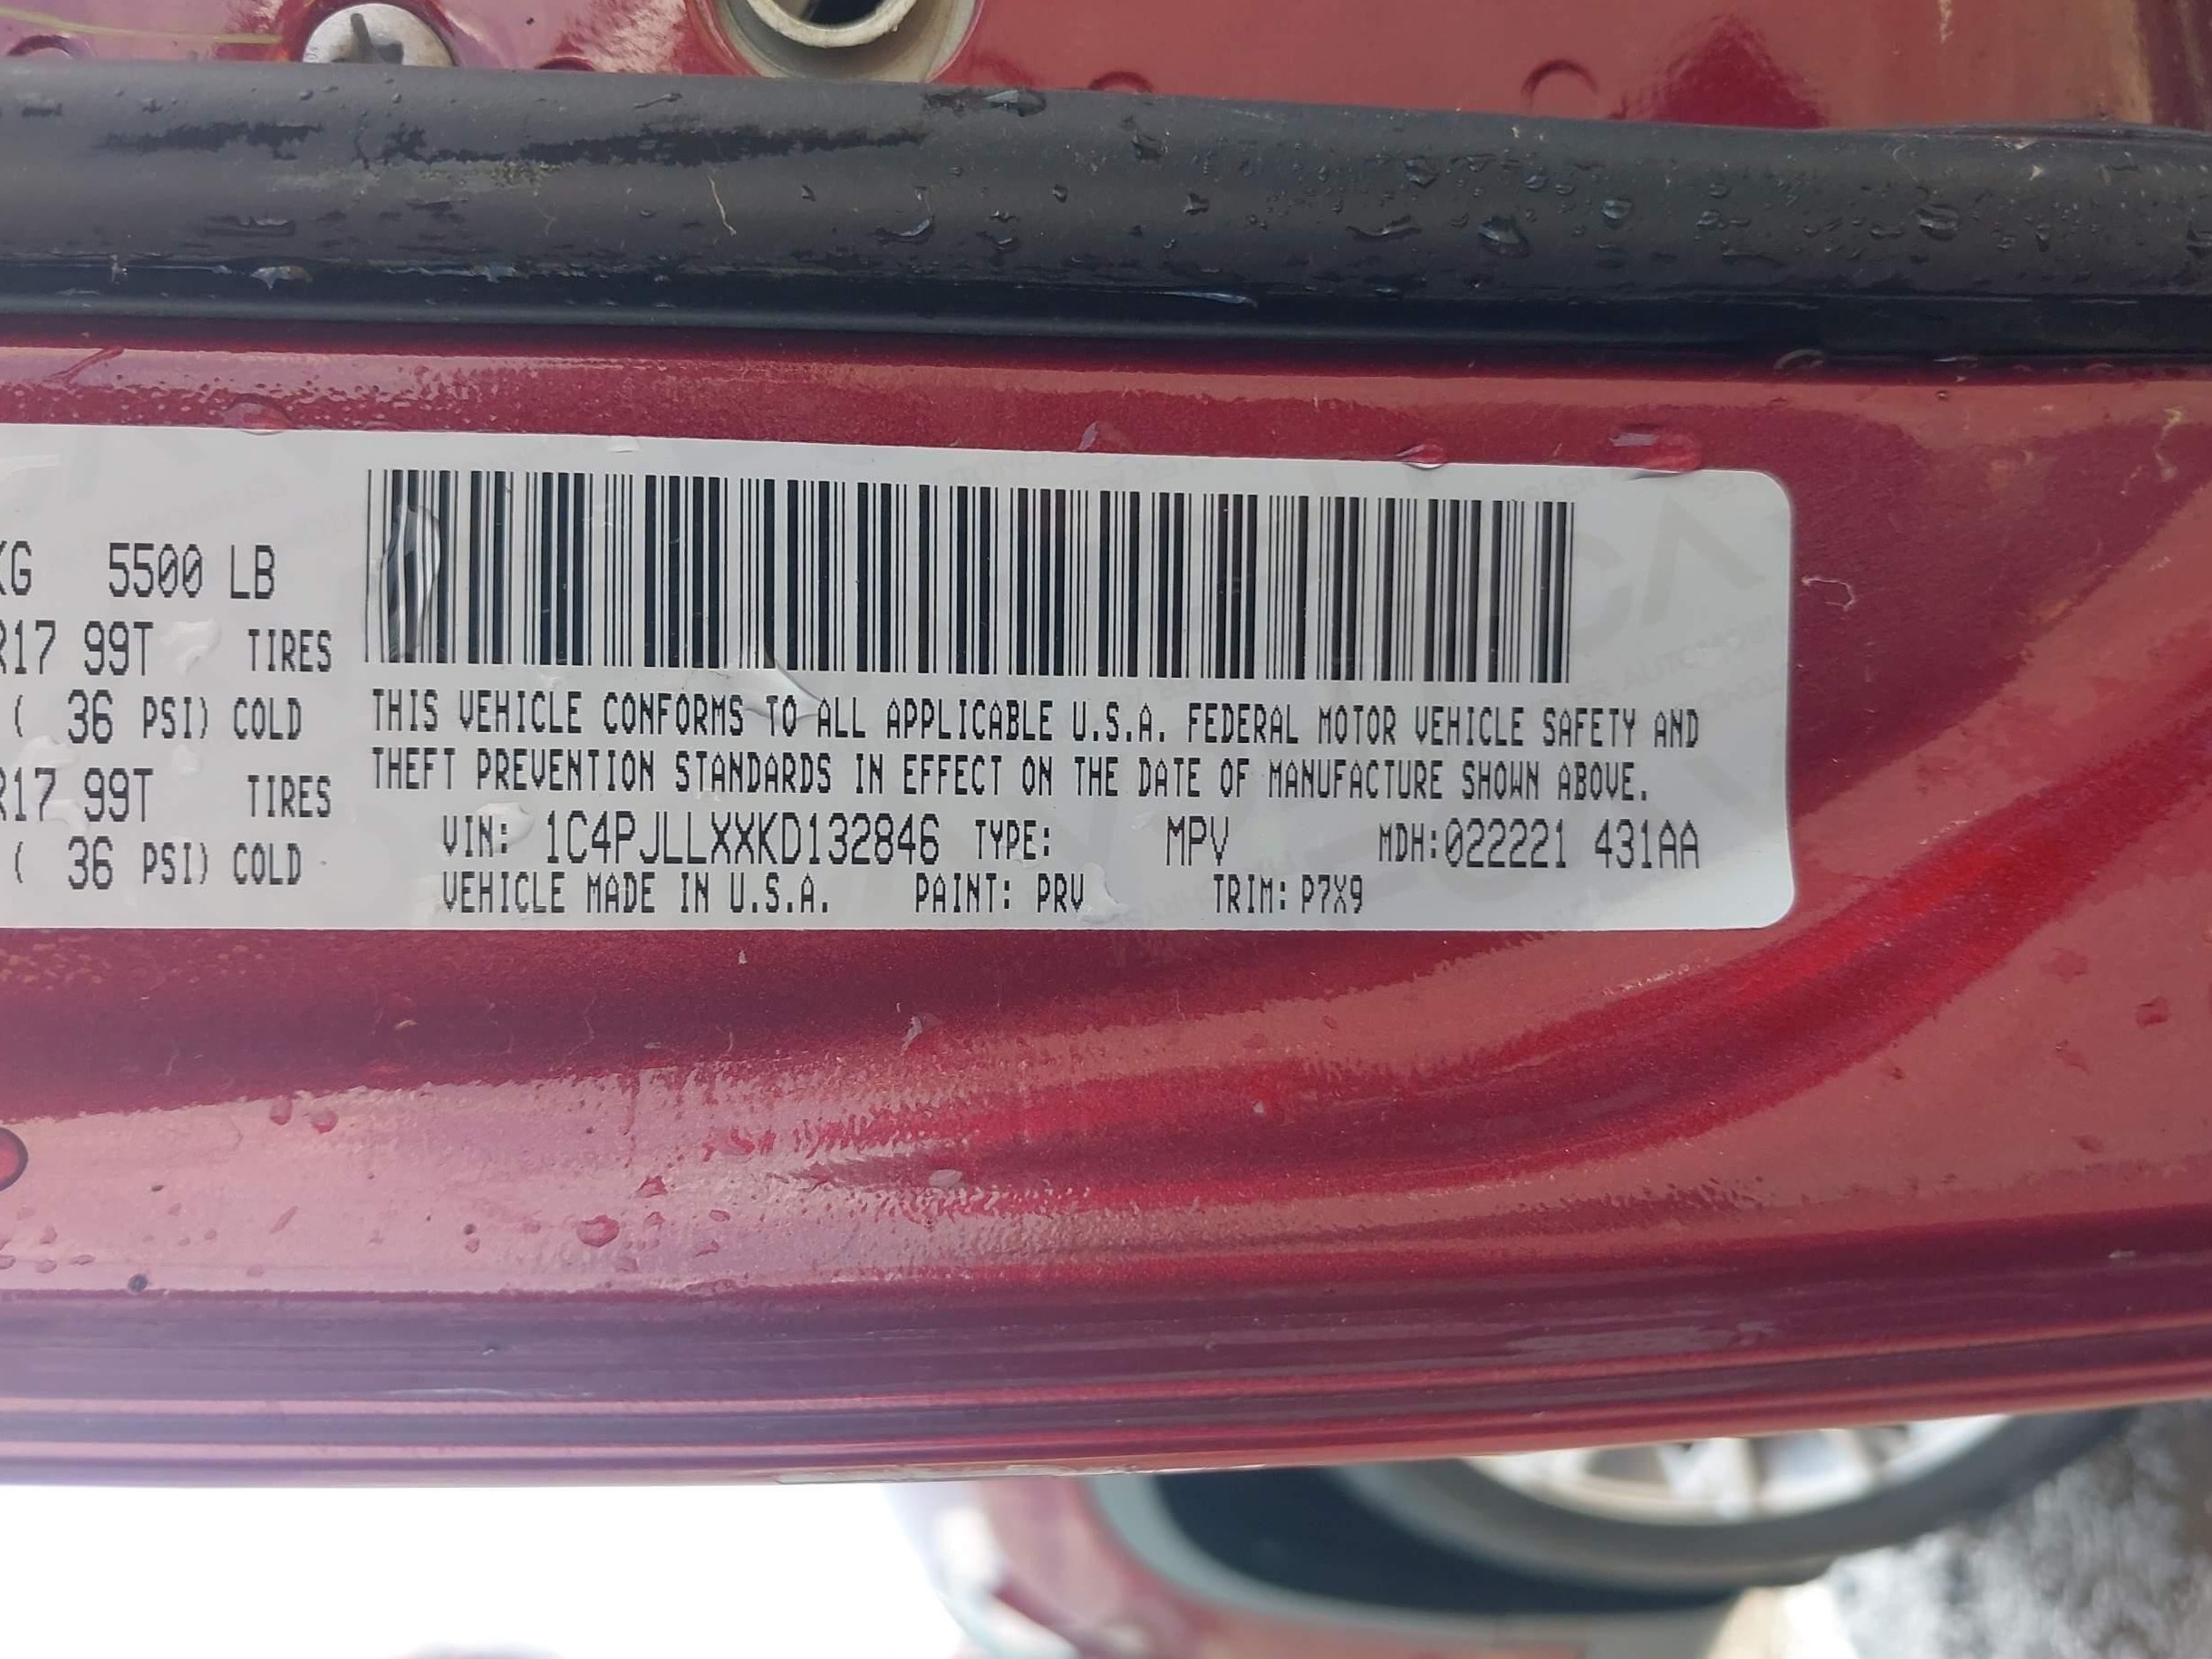 KG 5500 LB
R17 99T TIRES
( 36 PSI) COLD
R17 99T TIRES
( 36 PSI) COLD
THIS VEHICLE CONFORMS TO ALL APPLICABLE U.S.A. FEDERAL MOTOR VEHICLE SAFETY AND
THEFT PREVENTION STANDARDS IN EFFECT ON THE DATE OF MANUFACTURE SHOWN ABOVE.
VIN: 1C4PJLLXXKD132846 TYPE: MPV MDH:022221 431AA
VEHICLE MADE IN U.S.A. PAINT: PRV TRIM: P7X9